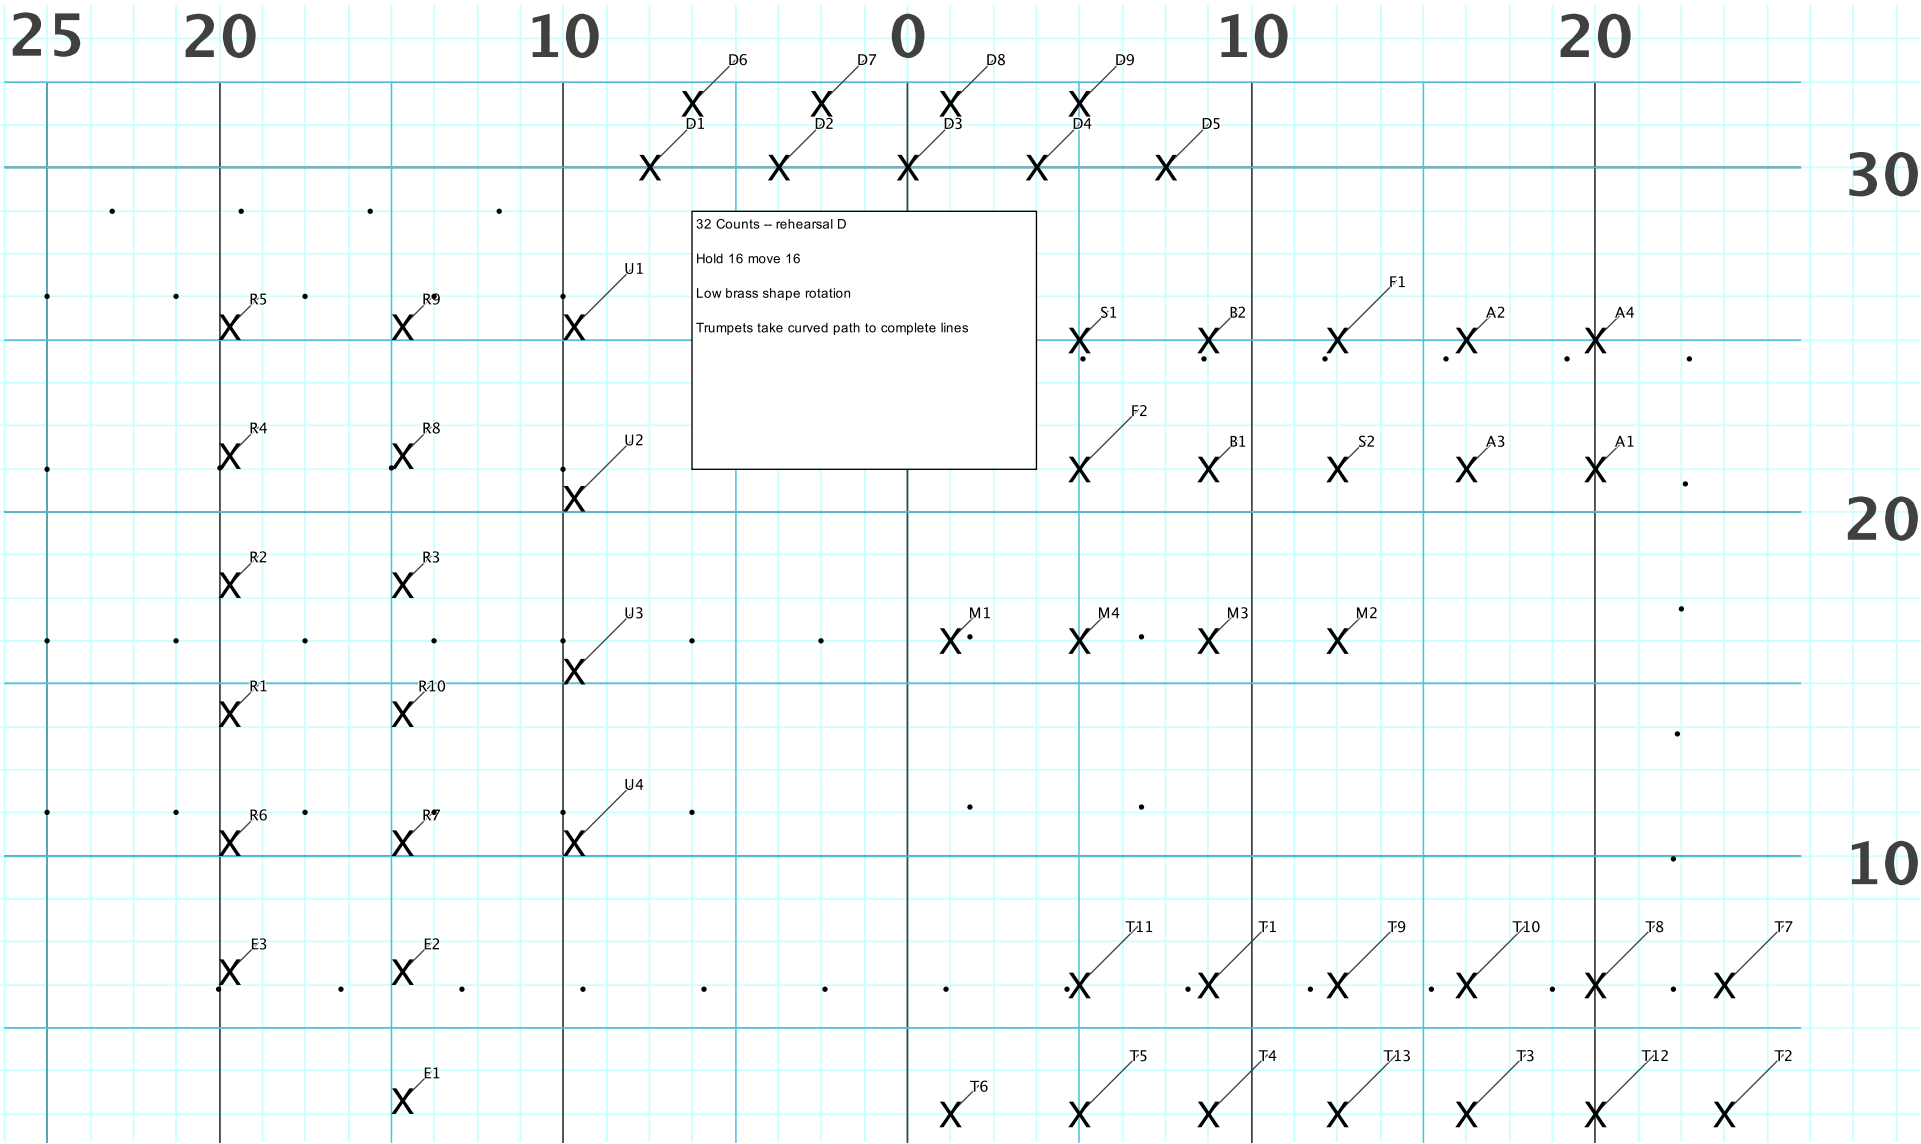 25 20 10 0 10 20
D6 D7 D8 D9
D1 D2 D3 D4 D5
30
32 Counts -- rehearsal D
Hold 16 move 16
Low brass shape rotation
Trumpets take curved path to complete lines
U1 F1
R5 R9 S1 B2 A2 A4
F2
R4 R8 U2 B1 S2 A3 A1
20
R2 R3
U3 M1 M4 M3 M2
R1 R10
U4
R6 R7
10
T11 T1 T9 T10 T8 T7
E3 E2
T5 T4 T13 T3 T12 T2
E1 T6